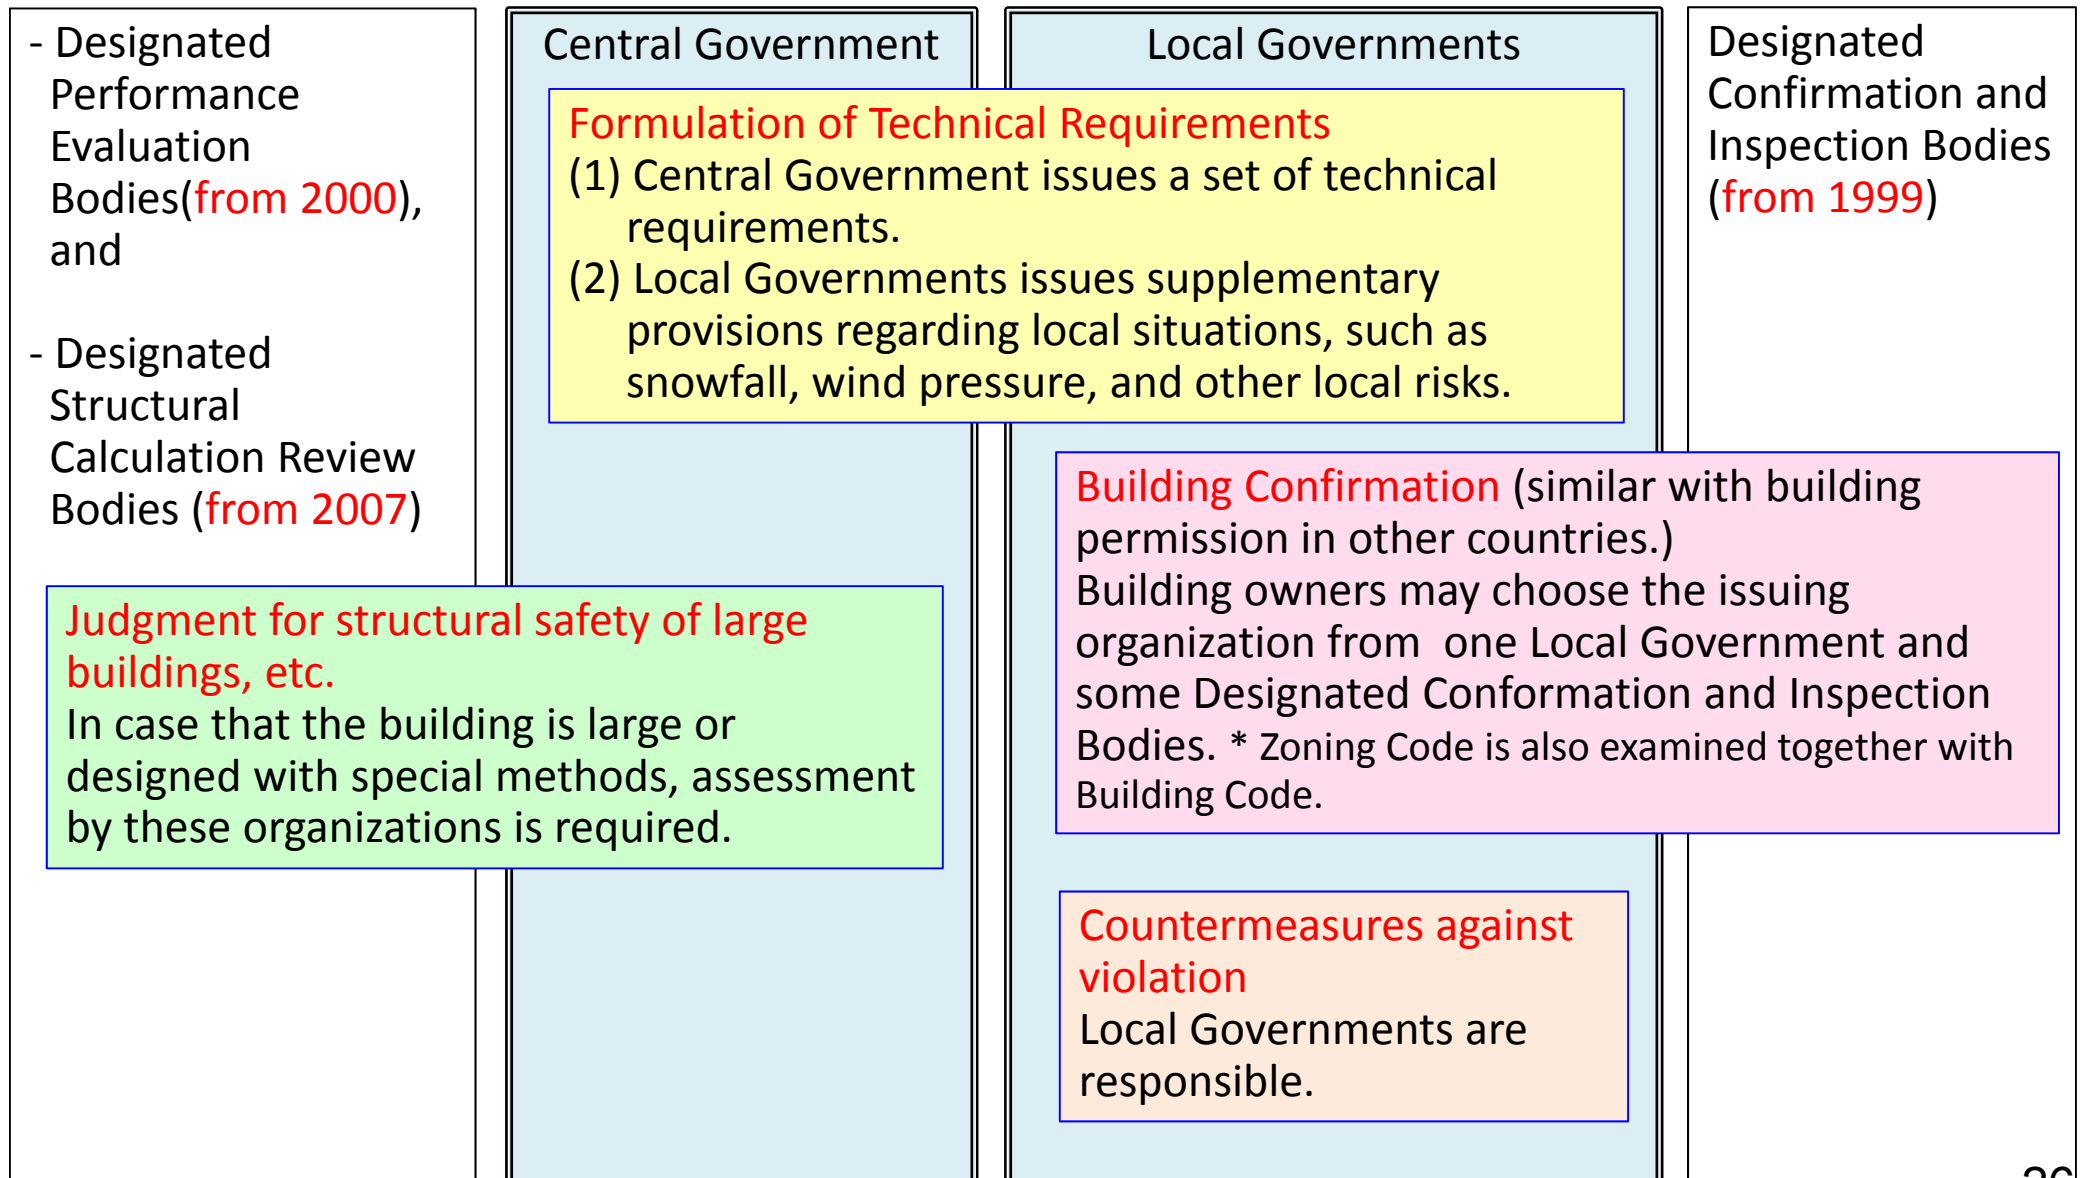 - Designated
Performance
Evaluation
Bodies(from 2000),
and
- Designated
Structural
Calculation Review
Bodies (from 2007)
Central Government
Local Governments
Designated
Confirmation and
Inspection Bodies
(from 1999)
Formulation of Technical Requirements
(1) Central Government issues a set of technical
requirements.
(2) Local Governments issues supplementary
provisions regarding local situations, such as
snowfall, wind pressure, and other local risks.
Building Confirmation (similar with building
permission in other countries.)
Building owners may choose the issuing
organization from one Local Government and
some Designated Conformation and Inspection
Bodies. * Zoning Code is also examined together with
Building Code.
Judgment for structural safety of large
buildings, etc.
In case that the building is large or
designed with special methods, assessment
by these organizations is required.
Countermeasures against
violation
Local Governments are
responsible.